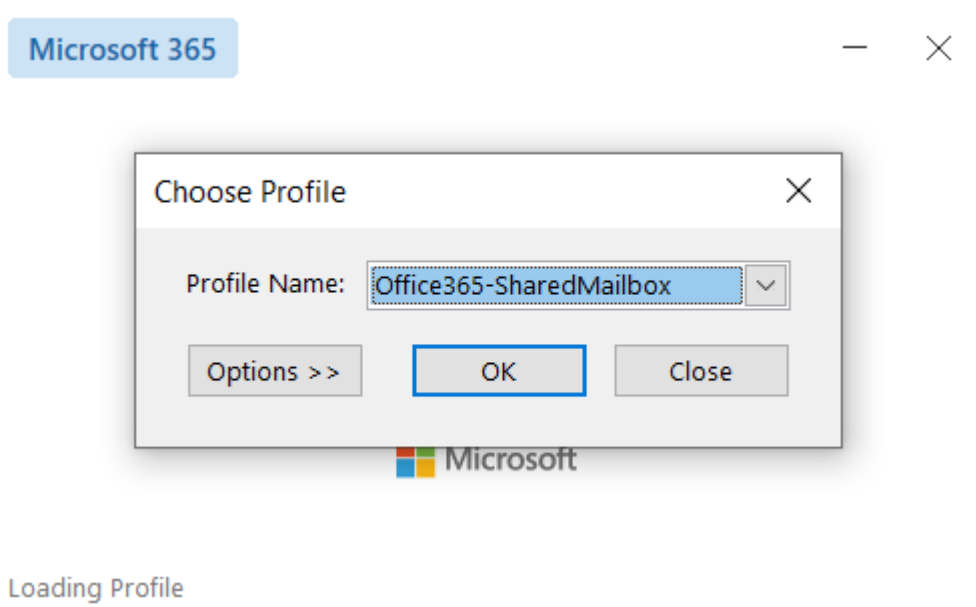 Microsoft 365
Choose Profile
Profile Name: Office365-SharedMailbox
Options >> OK Close
Microsoft
Loading Profile